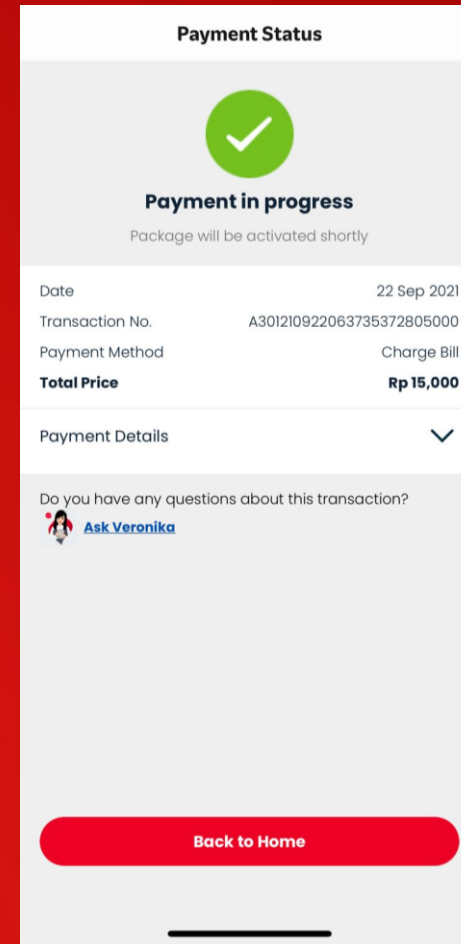 Payment Status
Payment in progress
Package will be activated shortly
Date 22 Sep 2021
Transaction No. A301210922063735372805000
Payment Method Charge Bill
Total Price Rp 15,000
Payment Details
Do you have any questions about this transaction?
Ask Veronika
Back to Home